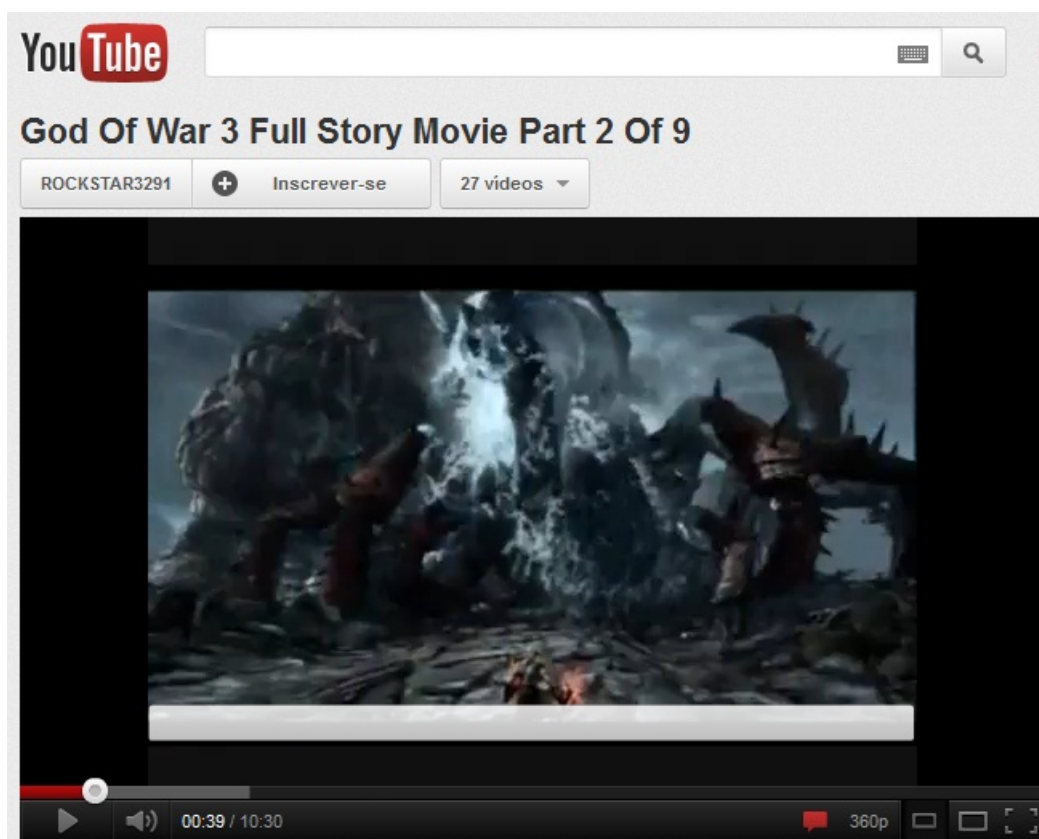 YouTube
God Of War 3 Full Story Movie Part 2 Of 9
ROCKSTAR3291 Inscrever-se 27 vídeos
00:39 / 10:30 360p